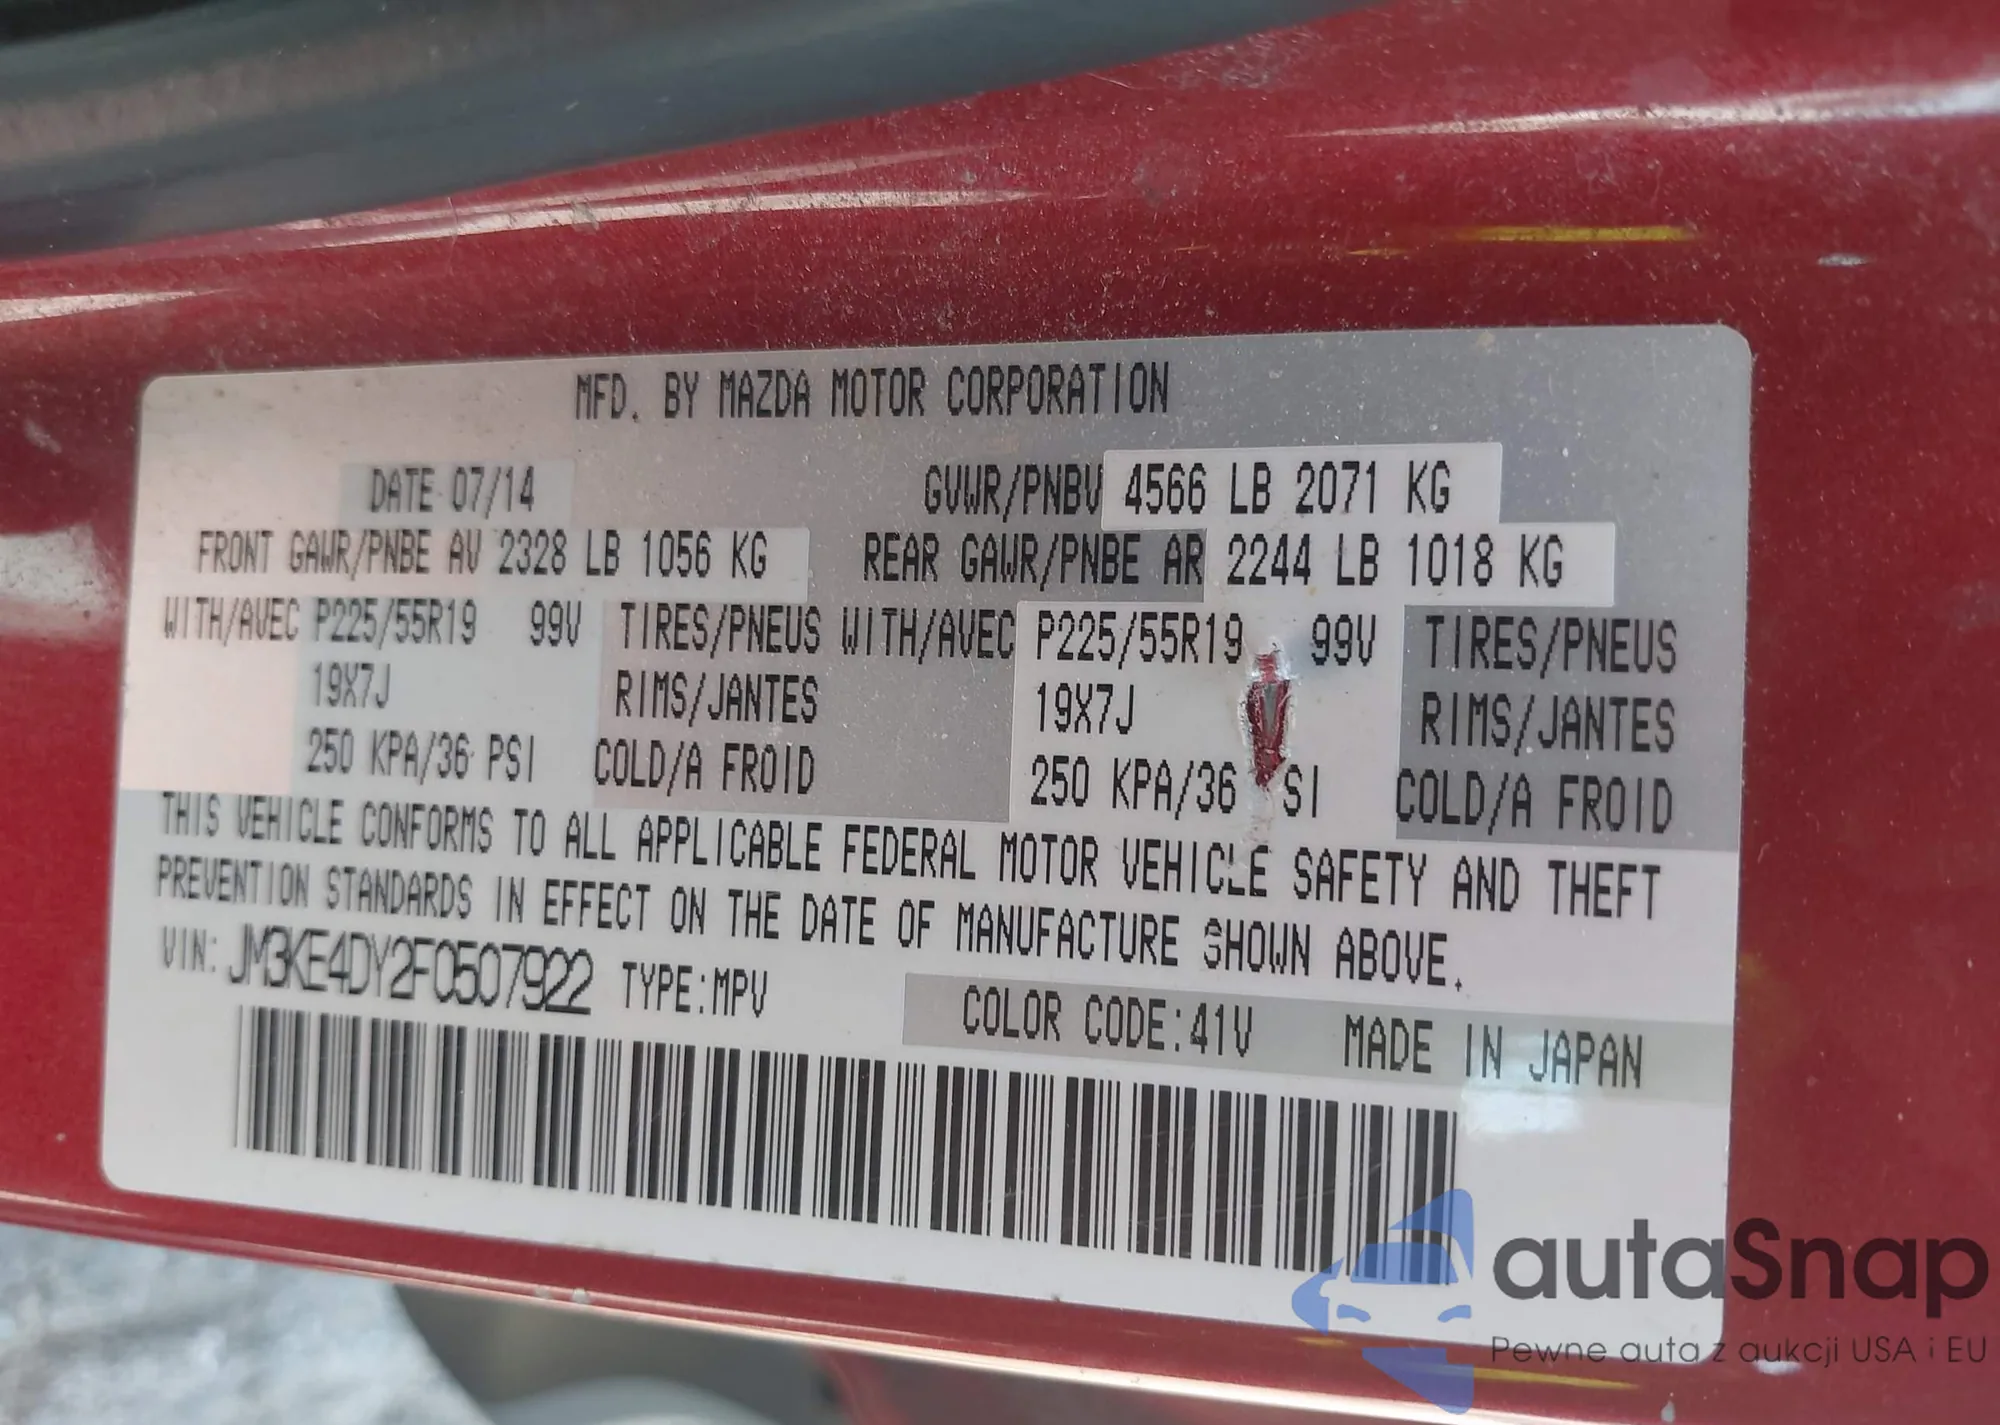 MFD. BY MAZDA MOTOR CORPORATION
DATE 07/14 GVWR/PNBV 4566 LB 2071 KG
FRONT GAWR/PNBE AV 2328 LB 1056 KG REAR GAWR/PNBE AR 2244 LB 1018 KG
WITH/AVEC P225/55R19 99V TIRES/PNEUS WITH/AVEC P225/55R19 99V TIRES/PNEUS
19X7J RIMS/JANTES 19X7J RIMS/JANTES
250 KPA/36 PSI COLD/A FROID 250 KPA/36 SI COLD/A FROID
THIS VEHICLE CONFORMS TO ALL APPLICABLE FEDERAL MOTOR VEHICLE SAFETY AND THEFT
PREVENTION STANDARDS IN EFFECT ON THE DATE OF MANUFACTURE SHOWN ABOVE.
VIN: JM3KE4DY2F0507922 TYPE:MPV
COLOR CODE:41V MADE IN JAPAN
autaSnap
Pewne auta z aukcji USA i EU